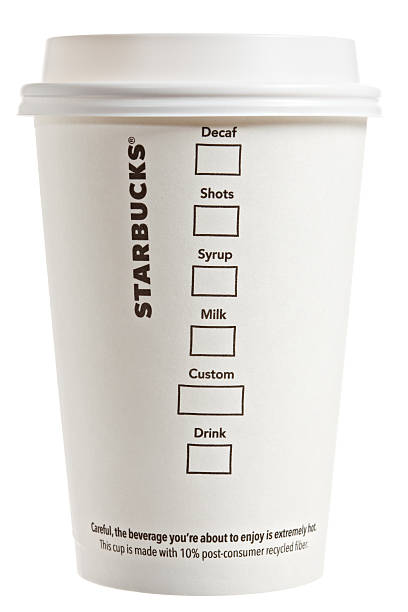 STARBUCKS®
Decaf
Shots
Syrup
Milk
Custom
Drink
Careful, the beverage you're about to enjoy is extremely hot.
This cup is made with 10% post-consumer recycled fiber.